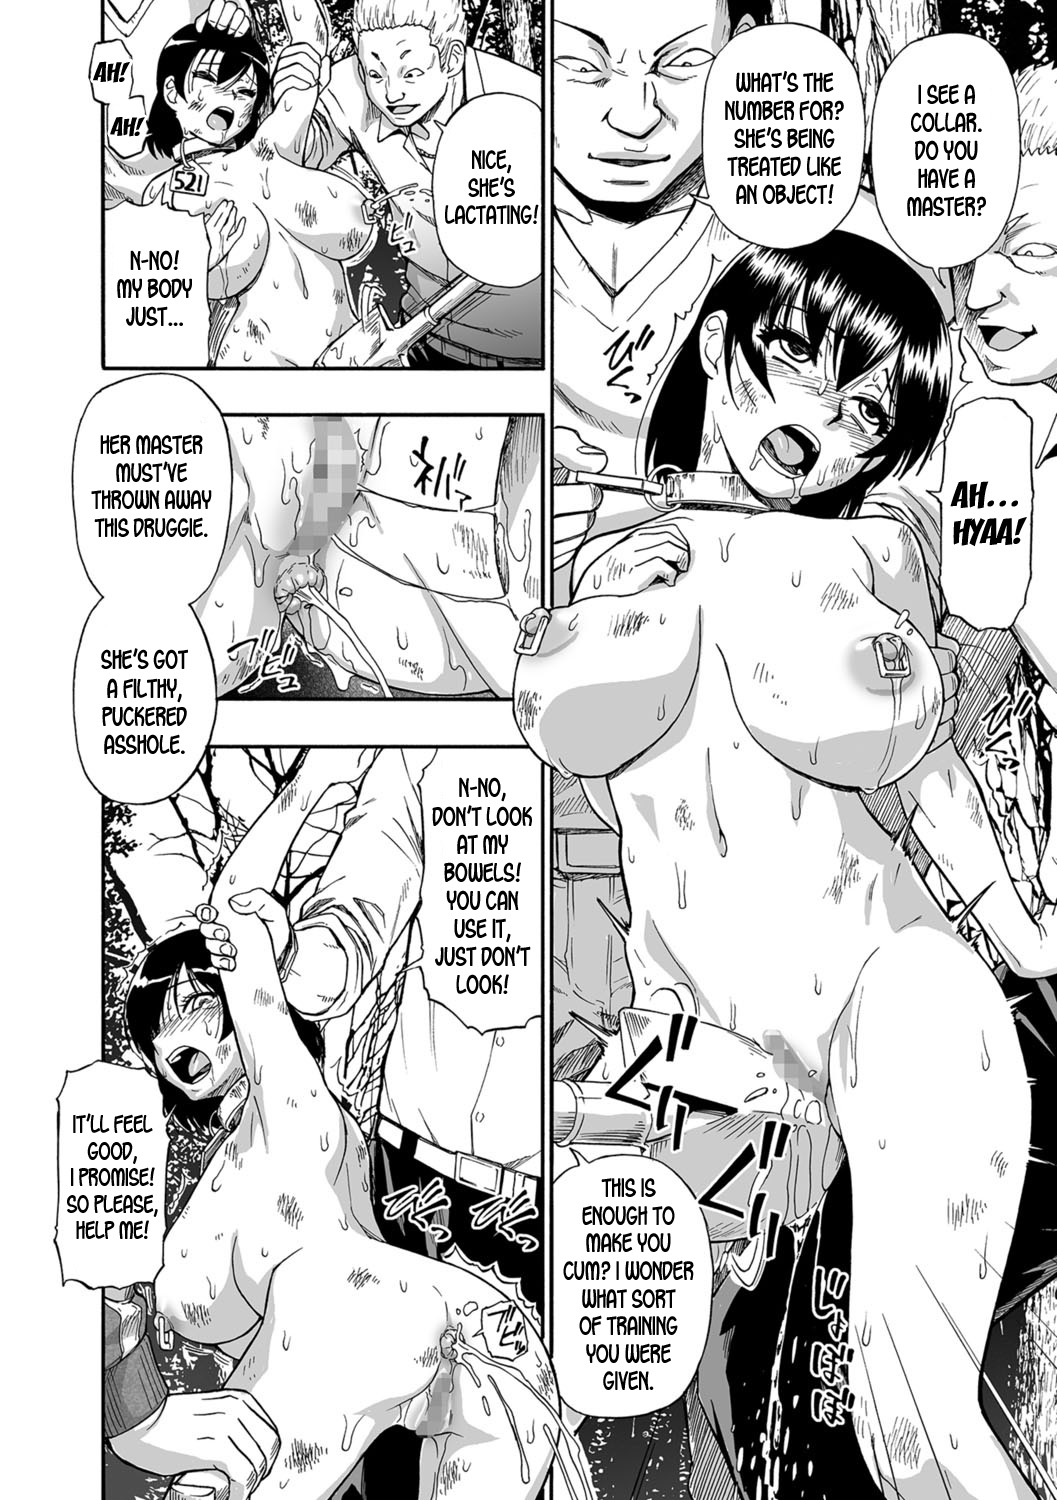 I SEE A
COLLAR.
DO YOU
HAVE A
MASTER?
WHAT'S THE
NUMBER FOR?
SHE'S BEING
TREATED LIKE
AN OBJECT!
AH...
HYAA!
THIS IS
ENOUGH TO
MAKE YOU
CUM? I WONDER
WHAT SORT
OF TRAINING
YOU WERE
GIVEN.
NICE,
SHE'S
LACTATING!
AH!
AH!
521
N-NO!
MY BODY
JUST...
HER MASTER
MUST'VE
THROWN AWAY
THIS DRUGGIE.
SHE'S GOT
A FILTHY,
PUCKERED
ASSHOLE.
N-NO,
DON'T LOOK
AT MY
BOWELS!
YOU CAN
USE IT,
JUST DON'T
LOOK!
IT'LL FEEL
GOOD,
I PROMISE!
SO PLEASE,
HELP ME!